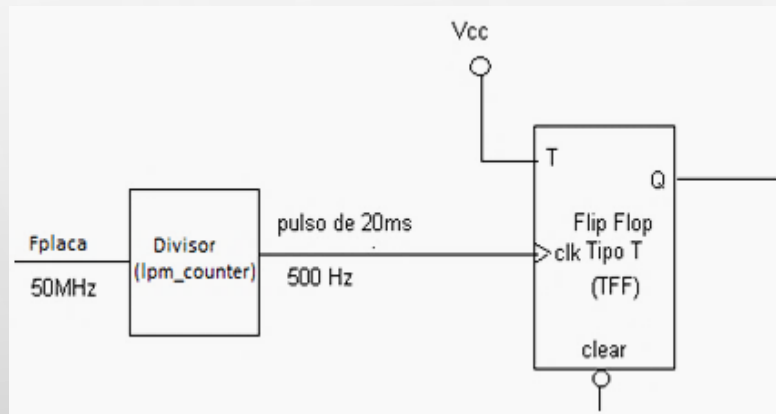 Vcc
T
Q
pulso de 20ms
Flip Flop
Fplaca
Divisor
clk Tipo T
(lpm_counter)
50MHz
500 Hz
(TFF)
clear